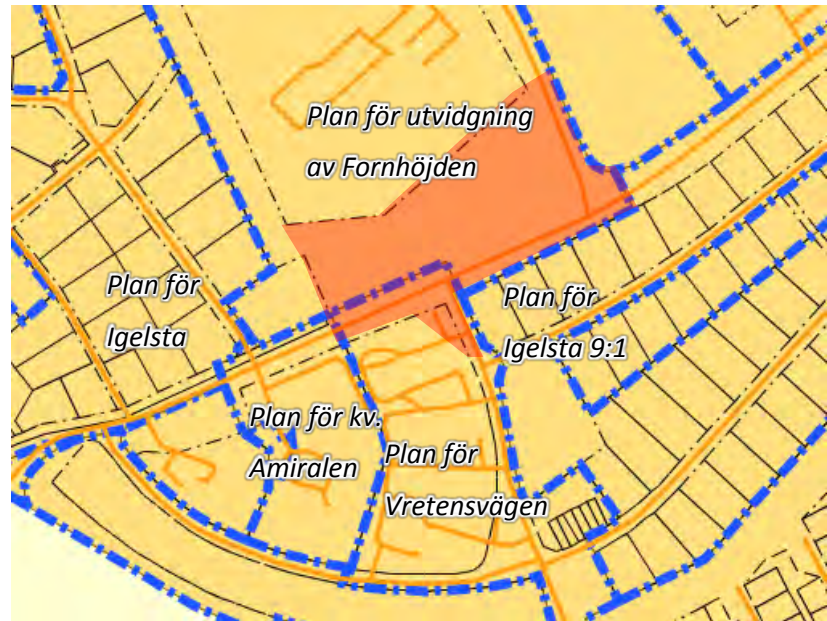 Plan för utvidgning
av Fornhöjden
Plan för
Igelsta
Plan för
Igelsta 9:1
Plan för kv.
Amiralen
Plan för
Vretensvägen